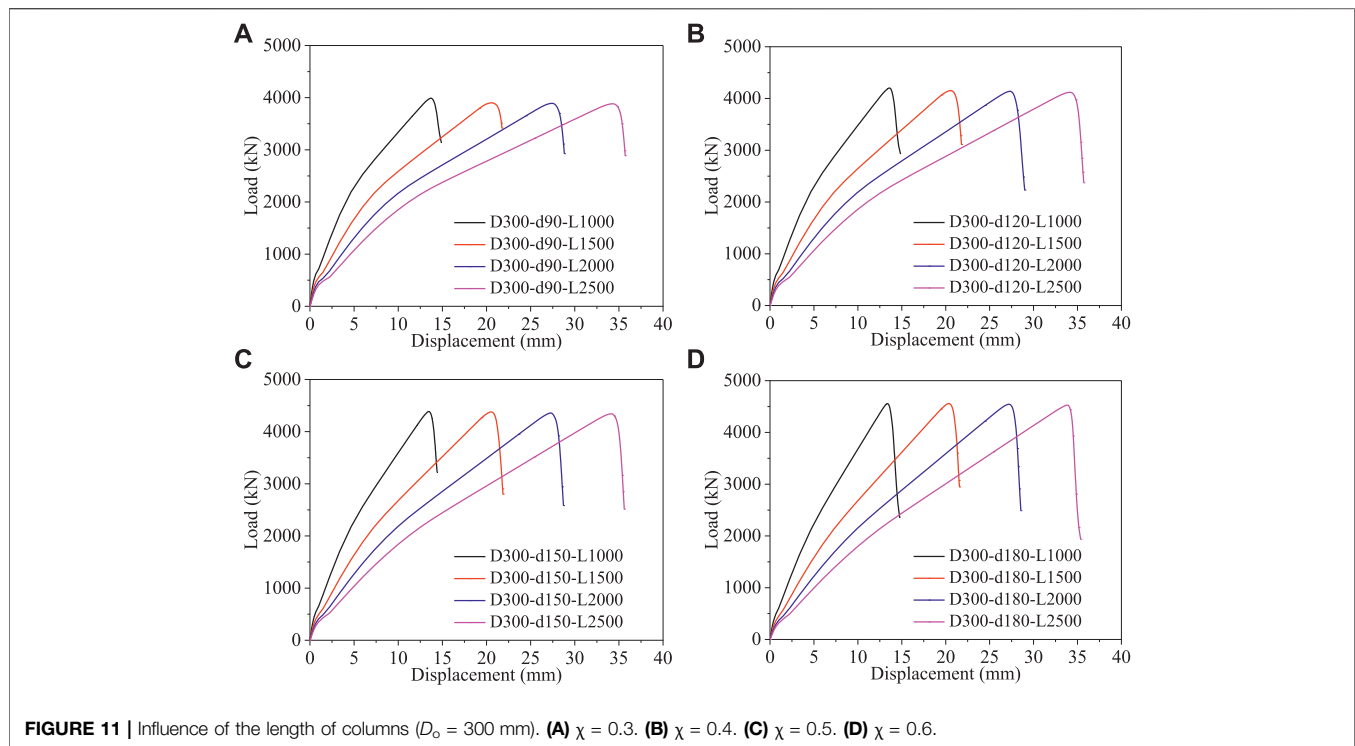 A
5000
4000
3000
2000
1000
0
Load (kN)
D300-d90-L1000
D300-d90-L1500
D300-d90-L2000
D300-d90-L2500
0 5 10 15 20 25 30 35 40
Displacement (mm)
B
5000
4000
3000
2000
1000
0
Load (kN)
D300-d120-L1000
D300-d120-L1500
D300-d120-L2000
D300-d120-L2500
0 5 10 15 20 25 30 35 40
Displacement (mm)
C
5000
4000
3000
2000
1000
0
Load (kN)
D300-d150-L1000
D300-d150-L1500
D300-d150-L2000
D300-d150-L2500
0 5 10 15 20 25 30 35 40
Displacement (mm)
D
5000
4000
3000
2000
1000
0
Load (kN)
D300-d180-L1000
D300-d180-L1500
D300-d180-L2000
D300-d180-L2500
0 5 10 15 20 25 30 35 40
Displacement (mm)
FIGURE 11 | Influence of the length of columns (Do = 300 mm). (A) χ = 0.3. (B) χ = 0.4. (C) χ = 0.5. (D) χ = 0.6.